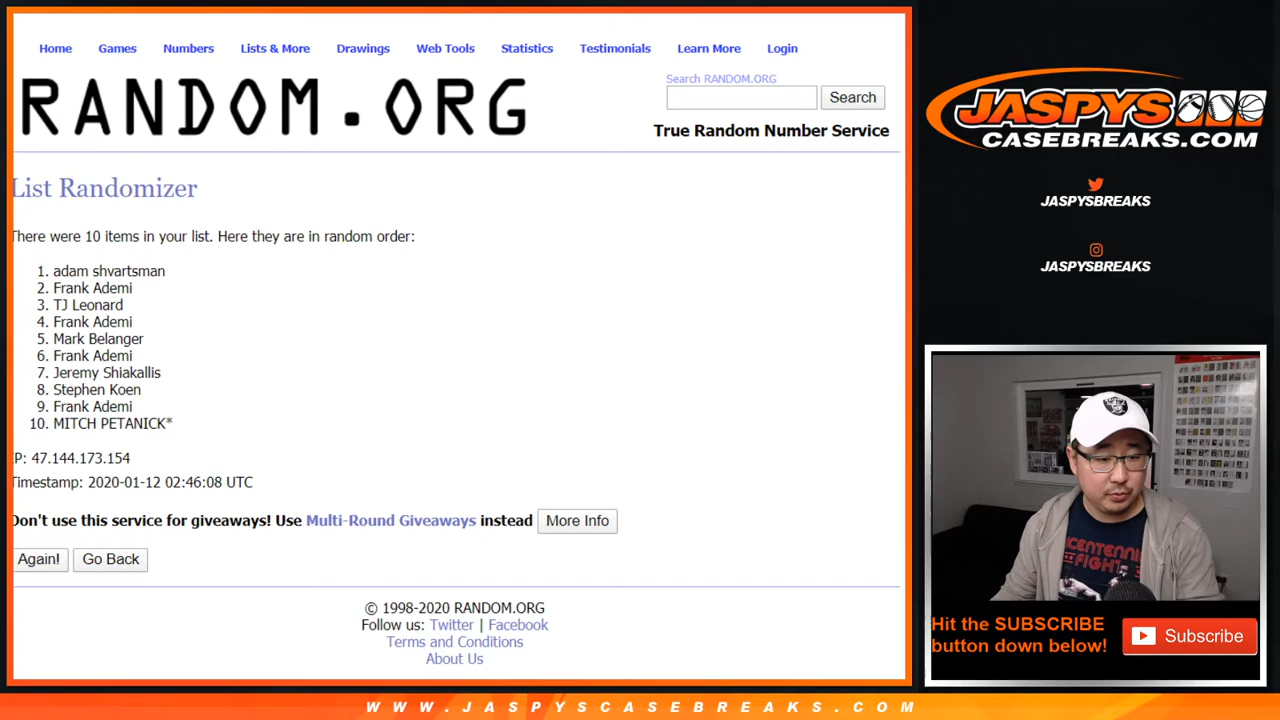 Home Games Numbers Lists & More Drawings Web Tools Statistics Testimonials Learn More Login
RANDOM.ORG
Search RANDOM.ORG
Search
True Random Number Service
List Randomizer
There were 10 items in your list. Here they are in random order:
1. adam shvartsman
2. Frank Ademi
3. TJ Leonard
4. Frank Ademi
5. Mark Belanger
6. Frank Ademi
7. Jeremy Shiakallis
8. Stephen Koen
9. Frank Ademi
10. MITCH PETANICK*
IP: 47.144.173.154
Timestamp: 2020-01-12 02:46:08 UTC
Don't use this service for giveaways! Use Multi-Round Giveaways instead More Info
Again! Go Back
© 1998-2020 RANDOM.ORG
Follow us: Twitter | Facebook
Terms and Conditions
About Us
JASPYS
CASEBREAKS.COM
JASPYSBREAKS
JASPYSBREAKS
Hit the SUBSCRIBE
button down below!
Subscribe
WWW.JASPYSCASEBREAKS.COM